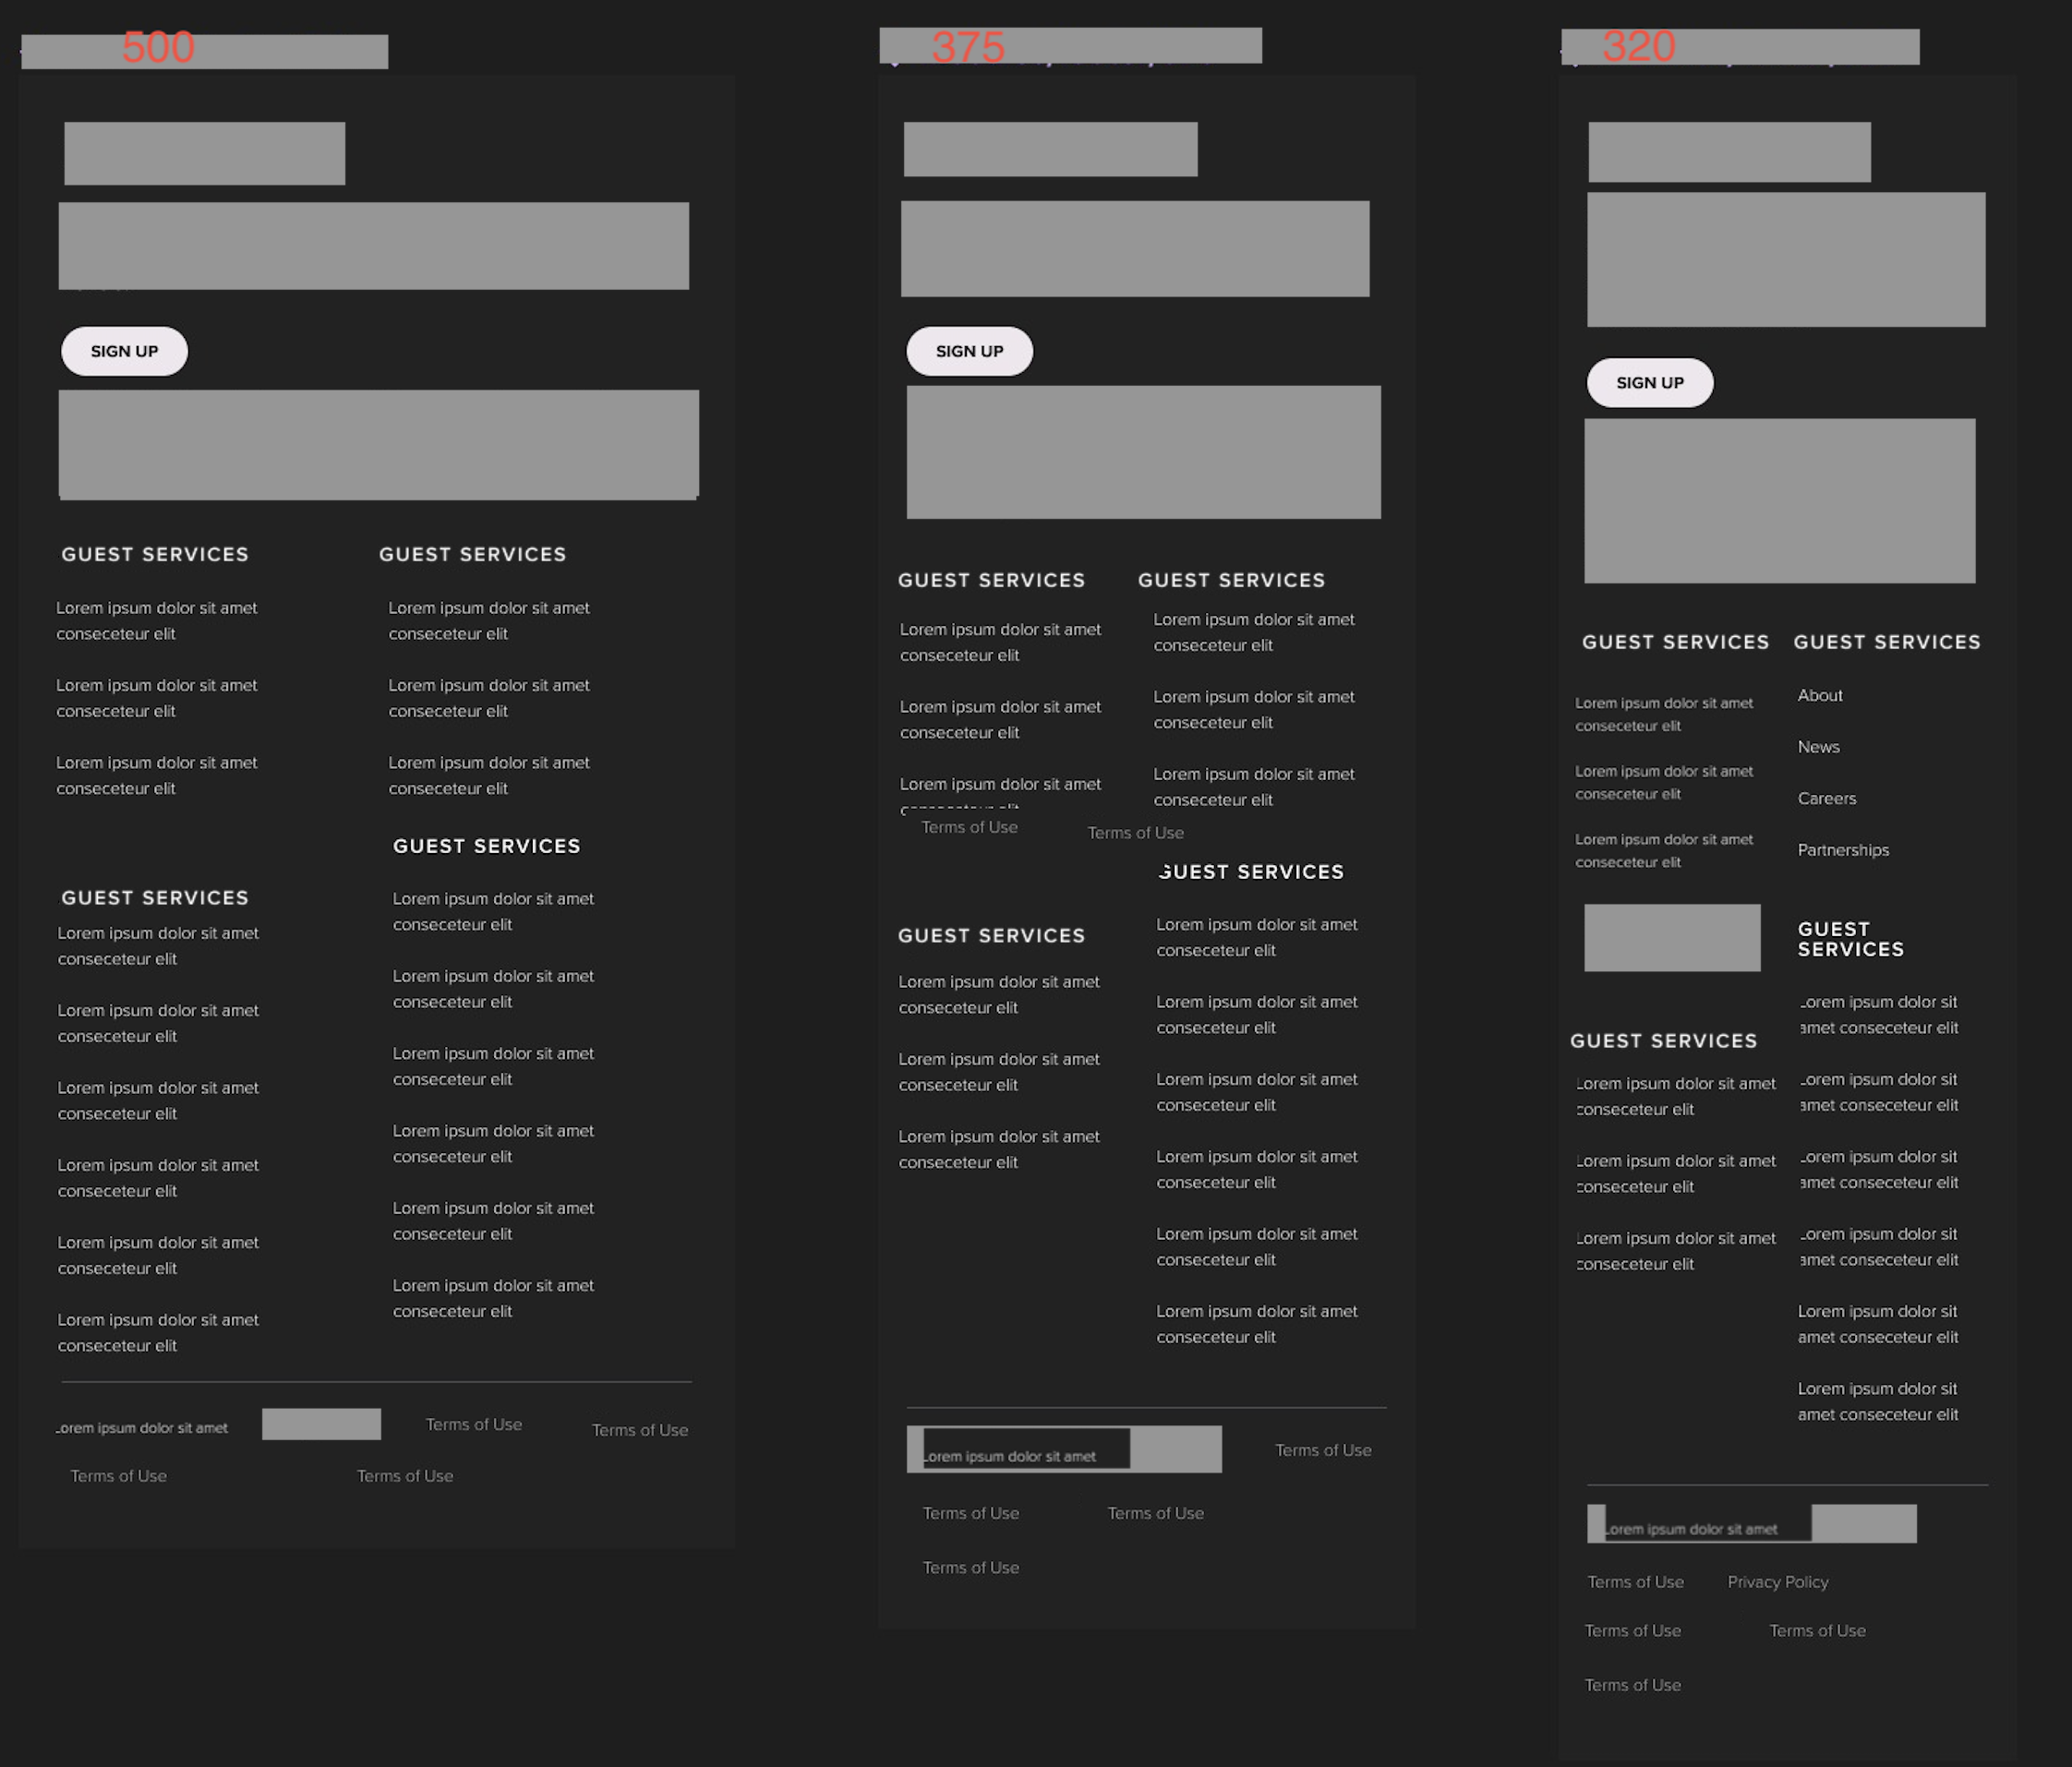 500
SIGN UP
GUEST SERVICES
Lorem ipsum dolor sit amet
conseceteur elit
Lorem ipsum dolor sit amet
conseceteur elit
Lorem ipsum dolor sit amet
conseceteur elit
GUEST SERVICES
Lorem ipsum dolor sit amet
conseceteur elit
Lorem ipsum dolor sit amet
conseceteur elit
Lorem ipsum dolor sit amet
conseceteur elit
GUEST SERVICES
Lorem ipsum dolor sit amet
conseceteur elit
Lorem ipsum dolor sit amet
conseceteur elit
Lorem ipsum dolor sit amet
conseceteur elit
Lorem ipsum dolor sit amet
conseceteur elit
Lorem ipsum dolor sit amet
conseceteur elit
Lorem ipsum dolor sit amet
conseceteur elit
GUEST SERVICES
Lorem ipsum dolor sit amet
conseceteur elit
Lorem ipsum dolor sit amet
conseceteur elit
Lorem ipsum dolor sit amet
conseceteur elit
Lorem ipsum dolor sit amet
conseceteur elit
Lorem ipsum dolor sit amet
conseceteur elit
Lorem ipsum dolor sit amet
conseceteur elit
Lorem ipsum dolor sit amet
Terms of Use
Terms of Use
Terms of Use
Terms of Use
375
SIGN UP
GUEST SERVICES
Lorem ipsum dolor sit amet
conseceteur elit
Lorem ipsum dolor sit amet
conseceteur elit
Lorem ipsum dolor sit amet
Terms of Use
Terms of Use
GUEST SERVICES
Lorem ipsum dolor sit amet
conseceteur elit
Lorem ipsum dolor sit amet
conseceteur elit
Lorem ipsum dolor sit amet
conseceteur elit
GUEST SERVICES
Lorem ipsum dolor sit amet
conseceteur elit
Lorem ipsum dolor sit amet
conseceteur elit
Lorem ipsum dolor sit amet
conseceteur elit
GUEST SERVICES
Lorem ipsum dolor sit amet
conseceteur elit
Lorem ipsum dolor sit amet
conseceteur elit
Lorem ipsum dolor sit amet
conseceteur elit
Lorem ipsum dolor sit amet
conseceteur elit
Lorem ipsum dolor sit amet
conseceteur elit
Lorem ipsum dolor sit amet
conseceteur elit
Lorem ipsum dolor sit amet
Terms of Use
Terms of Use
Terms of Use
Terms of Use
320
SIGN UP
GUEST SERVICES
Lorem ipsum dolor sit amet
conseceteur elit
Lorem ipsum dolor sit amet
conseceteur elit
Lorem ipsum dolor sit amet
conseceteur elit
GUEST SERVICES
About
News
Careers
Partnerships
GUEST SERVICES
Lorem ipsum dolor sit amet
conseceteur elit
Lorem ipsum dolor sit amet
conseceteur elit
Lorem ipsum dolor sit amet
conseceteur elit
GUEST
SERVICES
Lorem ipsum dolor sit
amet conseceteur elit
Lorem ipsum dolor sit
amet conseceteur elit
Lorem ipsum dolor sit
amet conseceteur elit
Lorem ipsum dolor sit
amet conseceteur elit
Lorem ipsum dolor sit
amet conseceteur elit
Lorem ipsum dolor sit
amet conseceteur elit
Lorem ipsum dolor sit amet
Terms of Use
Privacy Policy
Terms of Use
Terms of Use
Terms of Use